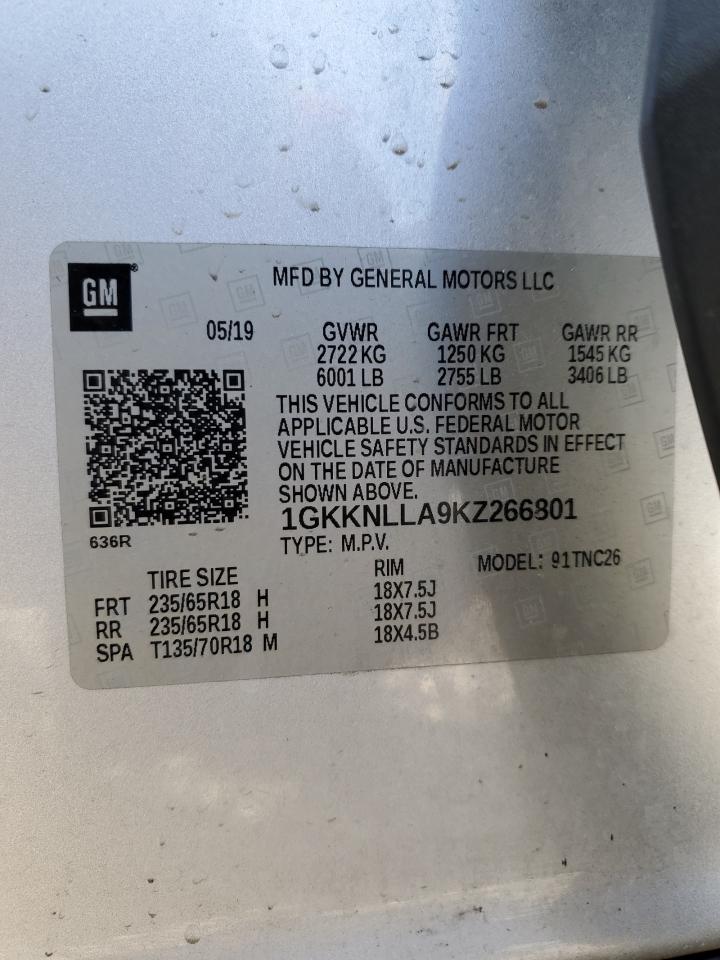 GM
MFD BY GENERAL MOTORS LLC
05/19 GVWR GAWR FRT GAWR RR
2722 KG 1250 KG 1545 KG
6001 LB 2755 LB 3406 LB
THIS VEHICLE CONFORMS TO ALL
APPLICABLE U.S. FEDERAL MOTOR
VEHICLE SAFETY STANDARDS IN EFFECT
ON THE DATE OF MANUFACTURE
SHOWN ABOVE.
1GKKNLLA9KZ266801
636R
TYPE: M.P.V.
MODEL: 91TNC26
TIRE SIZE RIM
FRT 235/65R18 H 18X7.5J
RR 235/65R18 H 18X7.5J
SPA T135/70R18 M 18X4.5B